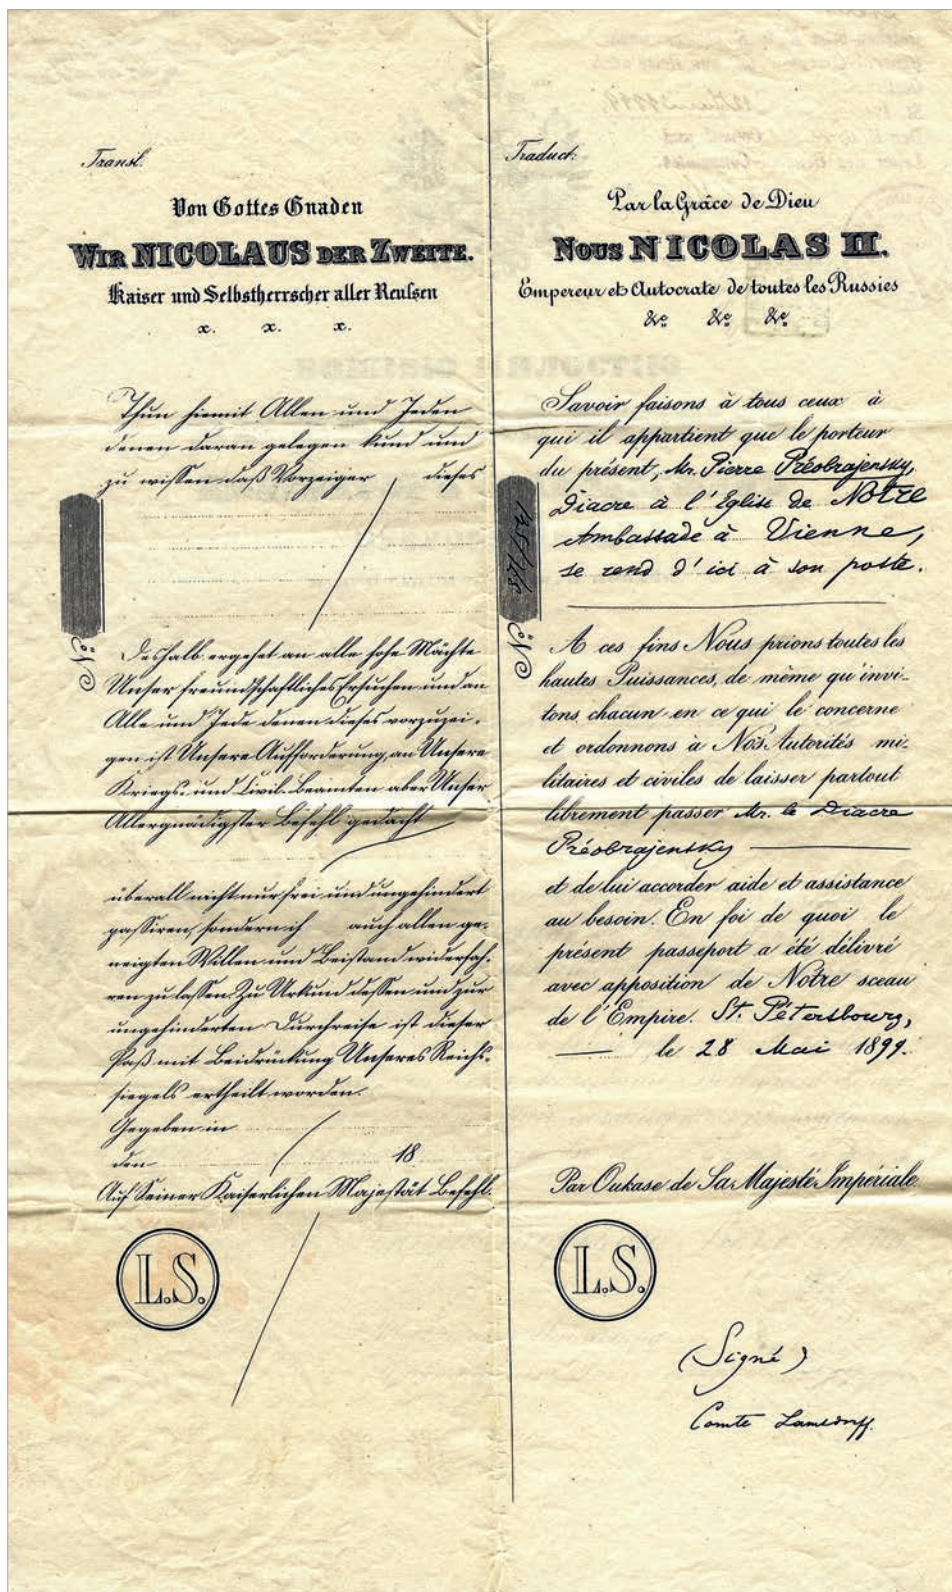 Transl.
Von Gottes Gnaden
WIR NICOLAUS DER ZWEITE.
Kaiser und Selbstherrscher aller Reußen
x. x. x.
Thun hiemit Allen und Jeden
denen daran gelegen kund und
zu wissen daß Vorzeiger dieses
No:
Deshalb ergehet an alle hohe Mächte
Unser freundschaftliches Ersuchen und an
Alle und Jede denen dieses vorzuzei-
gen ist Unsere Aufforderung, an Unsere
Kriegs- und Civil-Beamten aber Unser
Allergnädigster Befehl gedacht
überall nicht nur frei und ungehindert
passiren, sondern ih auch allen ge-
neigten Willen und Beistand widerfah-
ren zu lassen. Zu Urkund dessen und zur
ungehinderten Durchreise ist dieser
Paß mit Beidrückung Unseres Reichs-
siegels ertheilt worden.
Gegeben in
den 18
Auf Seiner Kaiserlichen Majestät Befehl.
L.S.
Traduct:
Par la Grâce de Dieu
NOUS NICOLAS II.
Empereur et Autocrate de toutes les Russies
&c. &c. &c.
Savoir faisons à tous ceux à
qui il appartient que le porteur
du présent, Mr. Pierre Préobrajensky,
Diacre à l'Eglise de Notre
Ambassade à Vienne,
se rend d'ici à son poste.
No:
A ces fins Nous prions toutes les
hautes Puissances, de même qu'invi-
tons, chacun en ce qui le concerne
et ordonnons à Nos Autorités mi-
litaires et civiles de laisser partout
librement passer Mr. le Diacre
Préobrajensky
et de lui accorder aide et assistance
au besoin. En foi de quoi le
présent passeport a été délivré
avec apposition de Notre sceau
de l'Empire. St. Pétersbourg,
le 28 Mai 1899.
Par Oukase de Sa Majesté Impériale.
L.S.
(Signé)
Comte Lamsdorff.